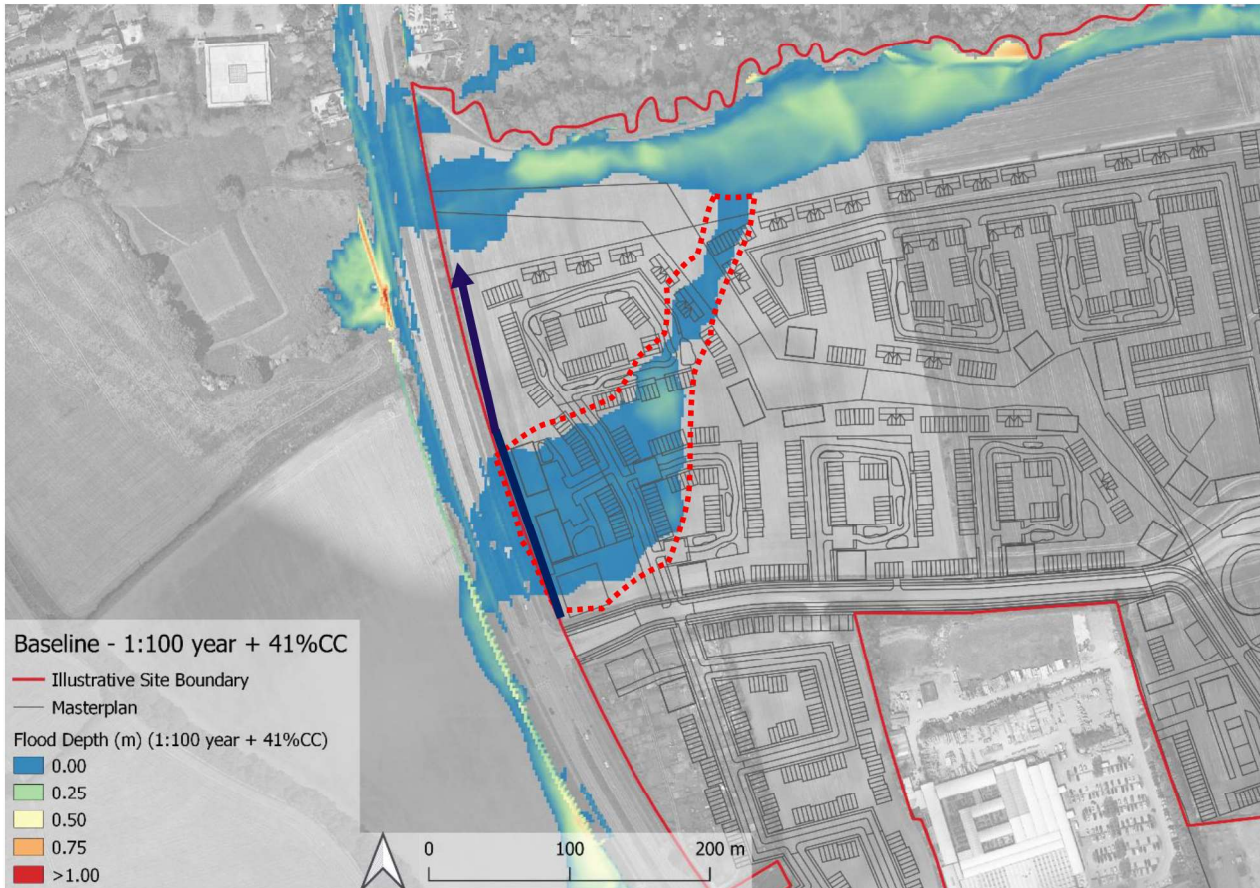 Baseline - 1:100 year + 41%CC
Illustrative Site Boundary
Masterplan
Flood Depth (m) (1:100 year + 41%CC)
0.00
0.25
0.50
0.75
>1.00
0 100 200 m